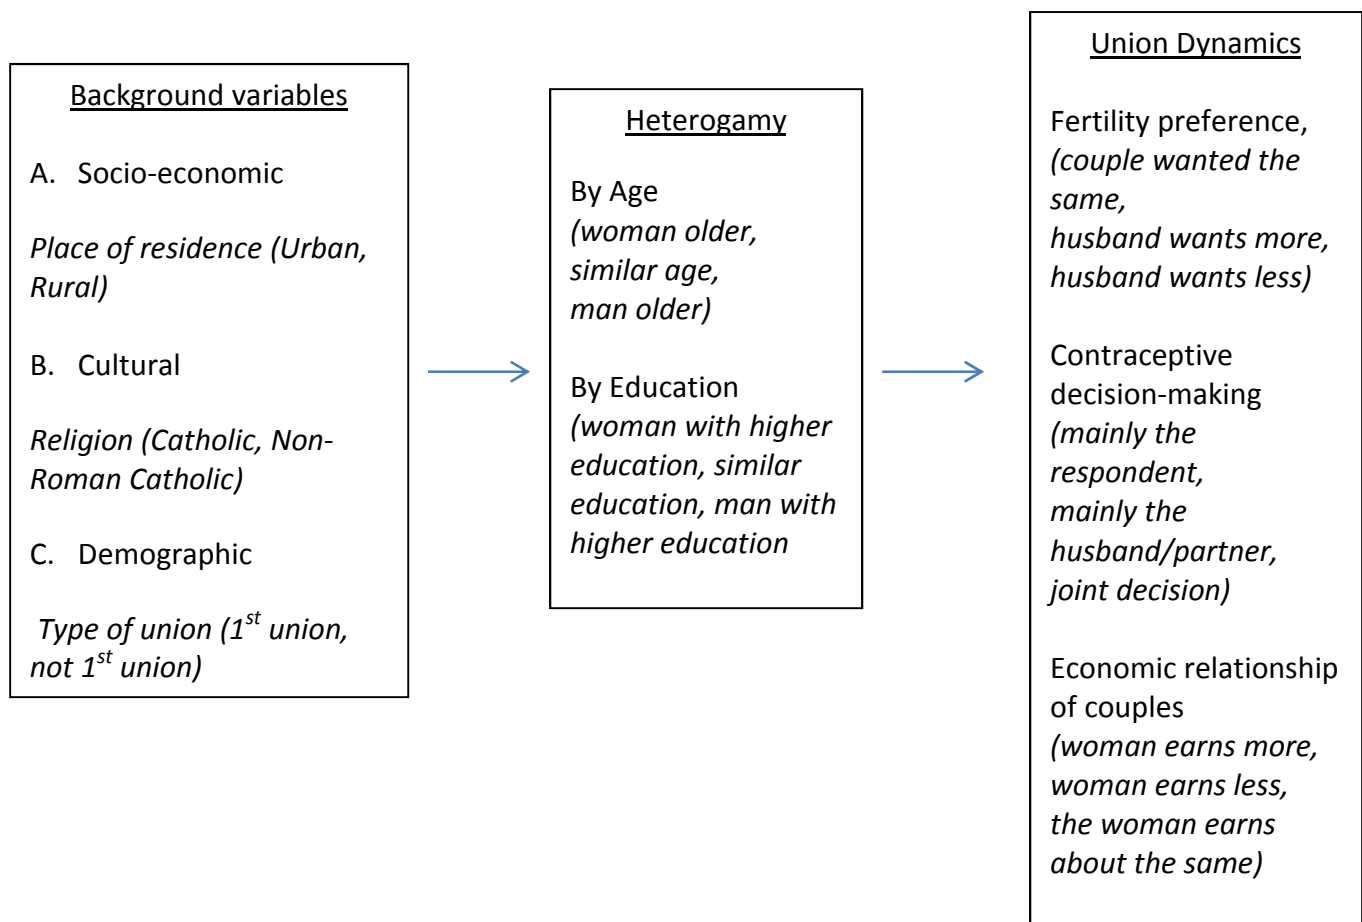 Background variables
A. Socio-economic
Place of residence (Urban,
Rural)
B. Cultural
Religion (Catholic, Non-
Roman Catholic)
C. Demographic
Type of union (1st union,
not 1st union)
Heterogamy
By Age
(woman older,
similar age,
man older)
By Education
(woman with higher
education, similar
education, man with
higher education
Union Dynamics
Fertility preference,
(couple wanted the
same,
husband wants more,
husband wants less)
Contraceptive
decision-making
(mainly the
respondent,
mainly the
husband/partner,
joint decision)
Economic relationship
of couples
(woman earns more,
woman earns less,
the woman earns
about the same)